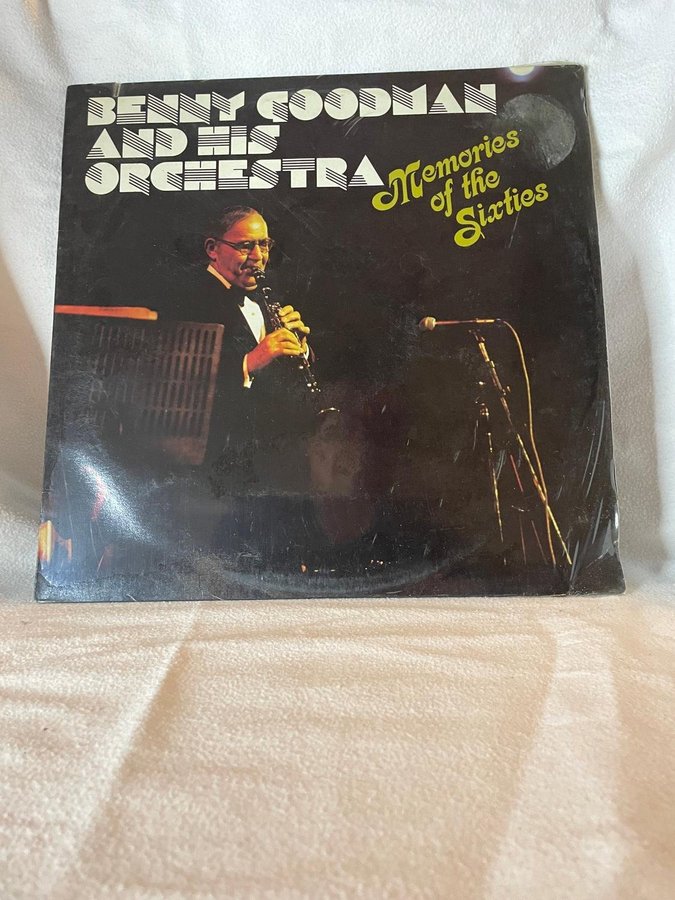 BENNY GOODMAN
AND HIS
ORCHESTRA
Memories
of the
Sixties